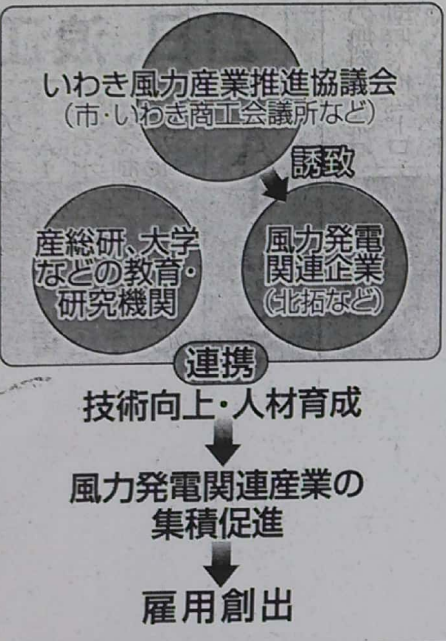 いわき風力産業推進協議会
(市・いわき商工会議所など)
誘致
産総研、大学
などの教育・
研究機関
風力発電
関連企業
(北拓など)
連携
技術向上・人材育成
風力発電関連産業の
集積促進
雇用創出